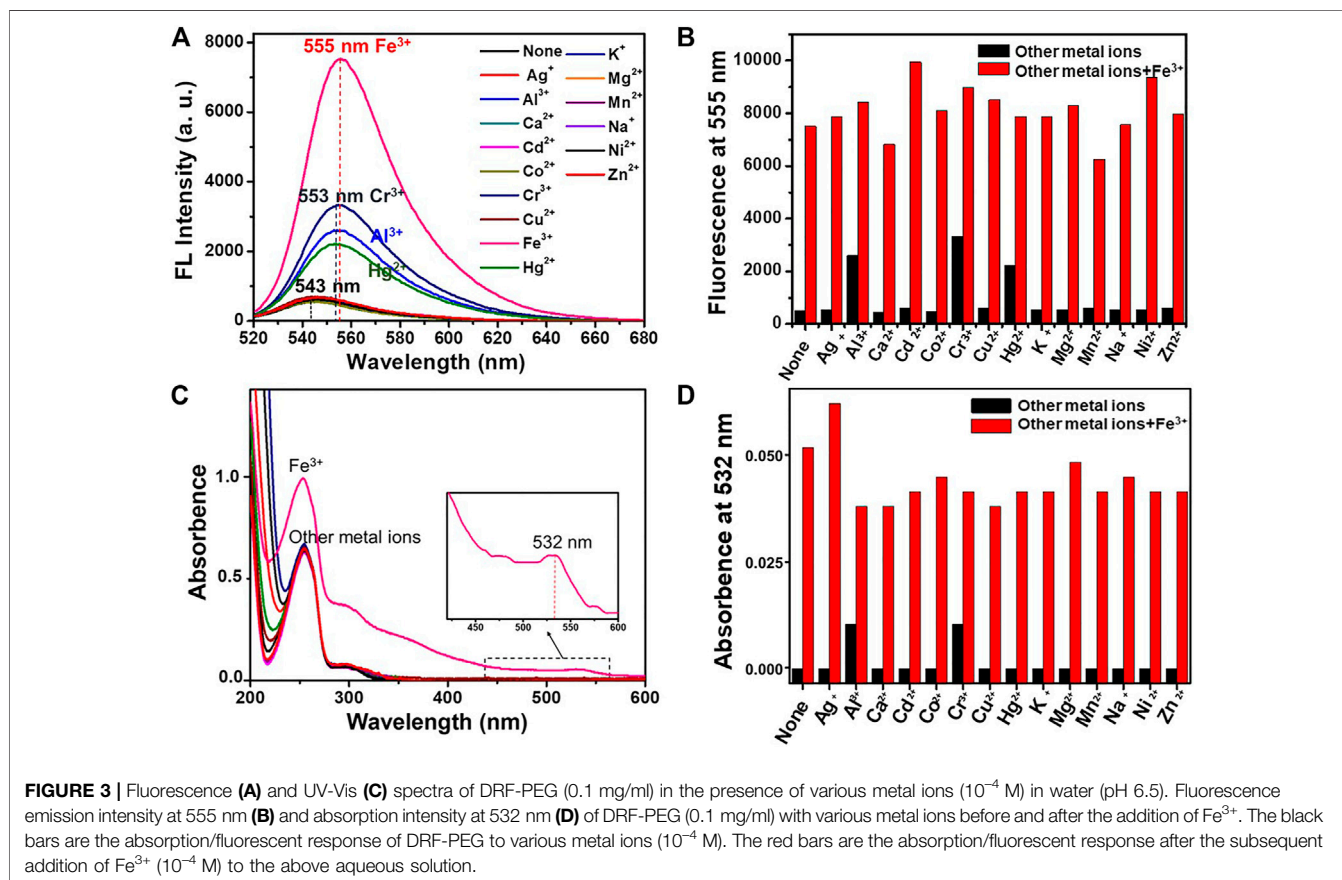 A
555 nm Fe³⁺
8000
6000
4000
2000
0
FL Intensity (a. u.)
553 nm Cr³⁺
Al³⁺
Hg²⁺
543 nm
None
Ag⁺
Al³⁺
Ca²⁺
Cd²⁺
Co²⁺
Cr³⁺
Cu²⁺
Fe³⁺
Hg²⁺
K⁺
Mg²⁺
Mn²⁺
Na⁺
Ni²⁺
Zn²⁺
520 540 560 580 600 620 640 660 680
Wavelength (nm)
B
Other metal ions
Other metal ions+Fe³⁺
10000
8000
6000
4000
2000
0
Fluorescence at 555 nm
None Ag⁺ Al³⁺ Ca²⁺ Cd²⁺ Co²⁺ Cr³⁺ Cu²⁺ Hg²⁺ K⁺ Mg²⁺ Mn²⁺ Na⁺ Ni²⁺ Zn²⁺
C
1.0
0.5
0.0
Absorbence
Fe³⁺
Other metal ions
532 nm
450 500 550 600
200 300 400 500 600
Wavelength (nm)
D
Other metal ions
Other metal ions+Fe³⁺
0.050
0.025
0.000
Absorbence at 532 nm
None Ag⁺ Al³⁺ Ca²⁺ Cd²⁺ Co²⁺ Cr³⁺ Cu²⁺ Hg²⁺ K⁺ Mg²⁺ Mn²⁺ Na⁺ Ni²⁺ Zn²⁺
FIGURE 3 | Fluorescence (A) and UV-Vis (C) spectra of DRF-PEG (0.1 mg/ml) in the presence of various metal ions (10⁻⁴ M) in water (pH 6.5). Fluorescence
emission intensity at 555 nm (B) and absorption intensity at 532 nm (D) of DRF-PEG (0.1 mg/ml) with various metal ions before and after the addition of Fe³⁺. The black
bars are the absorption/fluorescent response of DRF-PEG to various metal ions (10⁻⁴ M). The red bars are the absorption/fluorescent response after the subsequent
addition of Fe³⁺ (10⁻⁴ M) to the above aqueous solution.